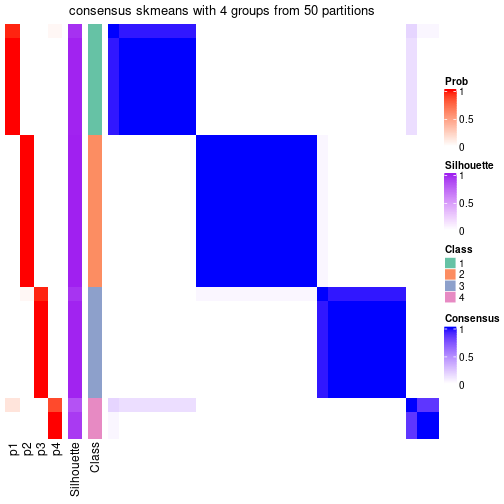 consensus skmeans with 4 groups from 50 partitions
Prob
1
0.5
0
Silhouette
1
0.5
0
Class
1
2
3
4
Consensus
1
0.5
0
p1
p2
p3
p4
Silhouette
Class